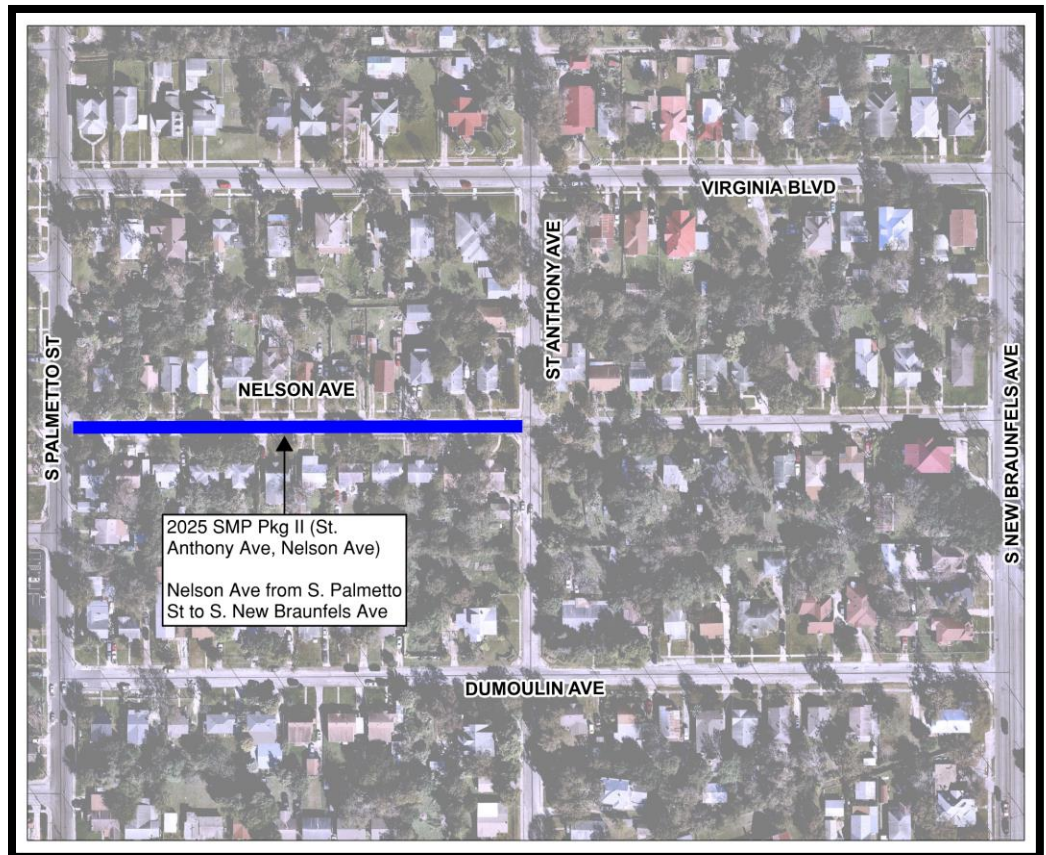 VIRGINIA BLVD
ST ANTHONY AVE
S PALMETTO ST
NELSON AVE
S NEW BRAUNFELS AVE
2025 SMP Pkg II (St.
Anthony Ave, Nelson Ave)
Nelson Ave from S. Palmetto
St to S. New Braunfels Ave
DUMOULIN AVE